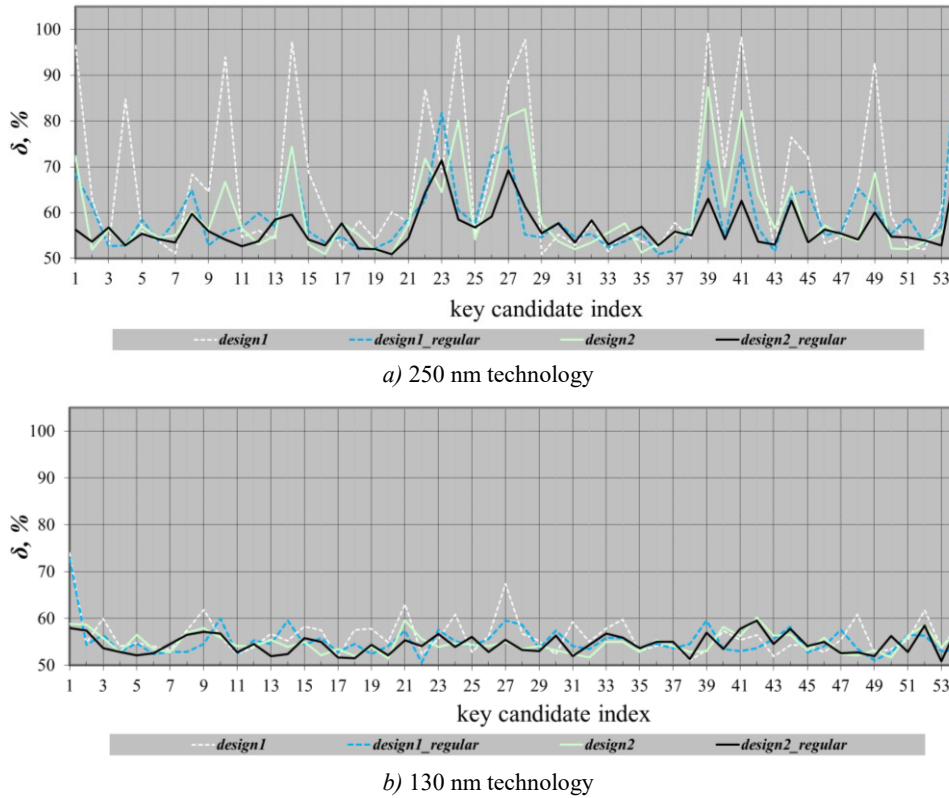 100
90
80
70
60
50
δ, %
1 3 5 7 9 11 13 15 17 19 21 23 25 27 29 31 33 35 37 39 41 43 45 47 49 51 53
key candidate index
design1 design1_regular design2 design2_regular
a) 250 nm technology
100
90
80
70
60
50
δ, %
1 3 5 7 9 11 13 15 17 19 21 23 25 27 29 31 33 35 37 39 41 43 45 47 49 51 53
key candidate index
design1 design1_regular design2 design2_regular
b) 130 nm technology